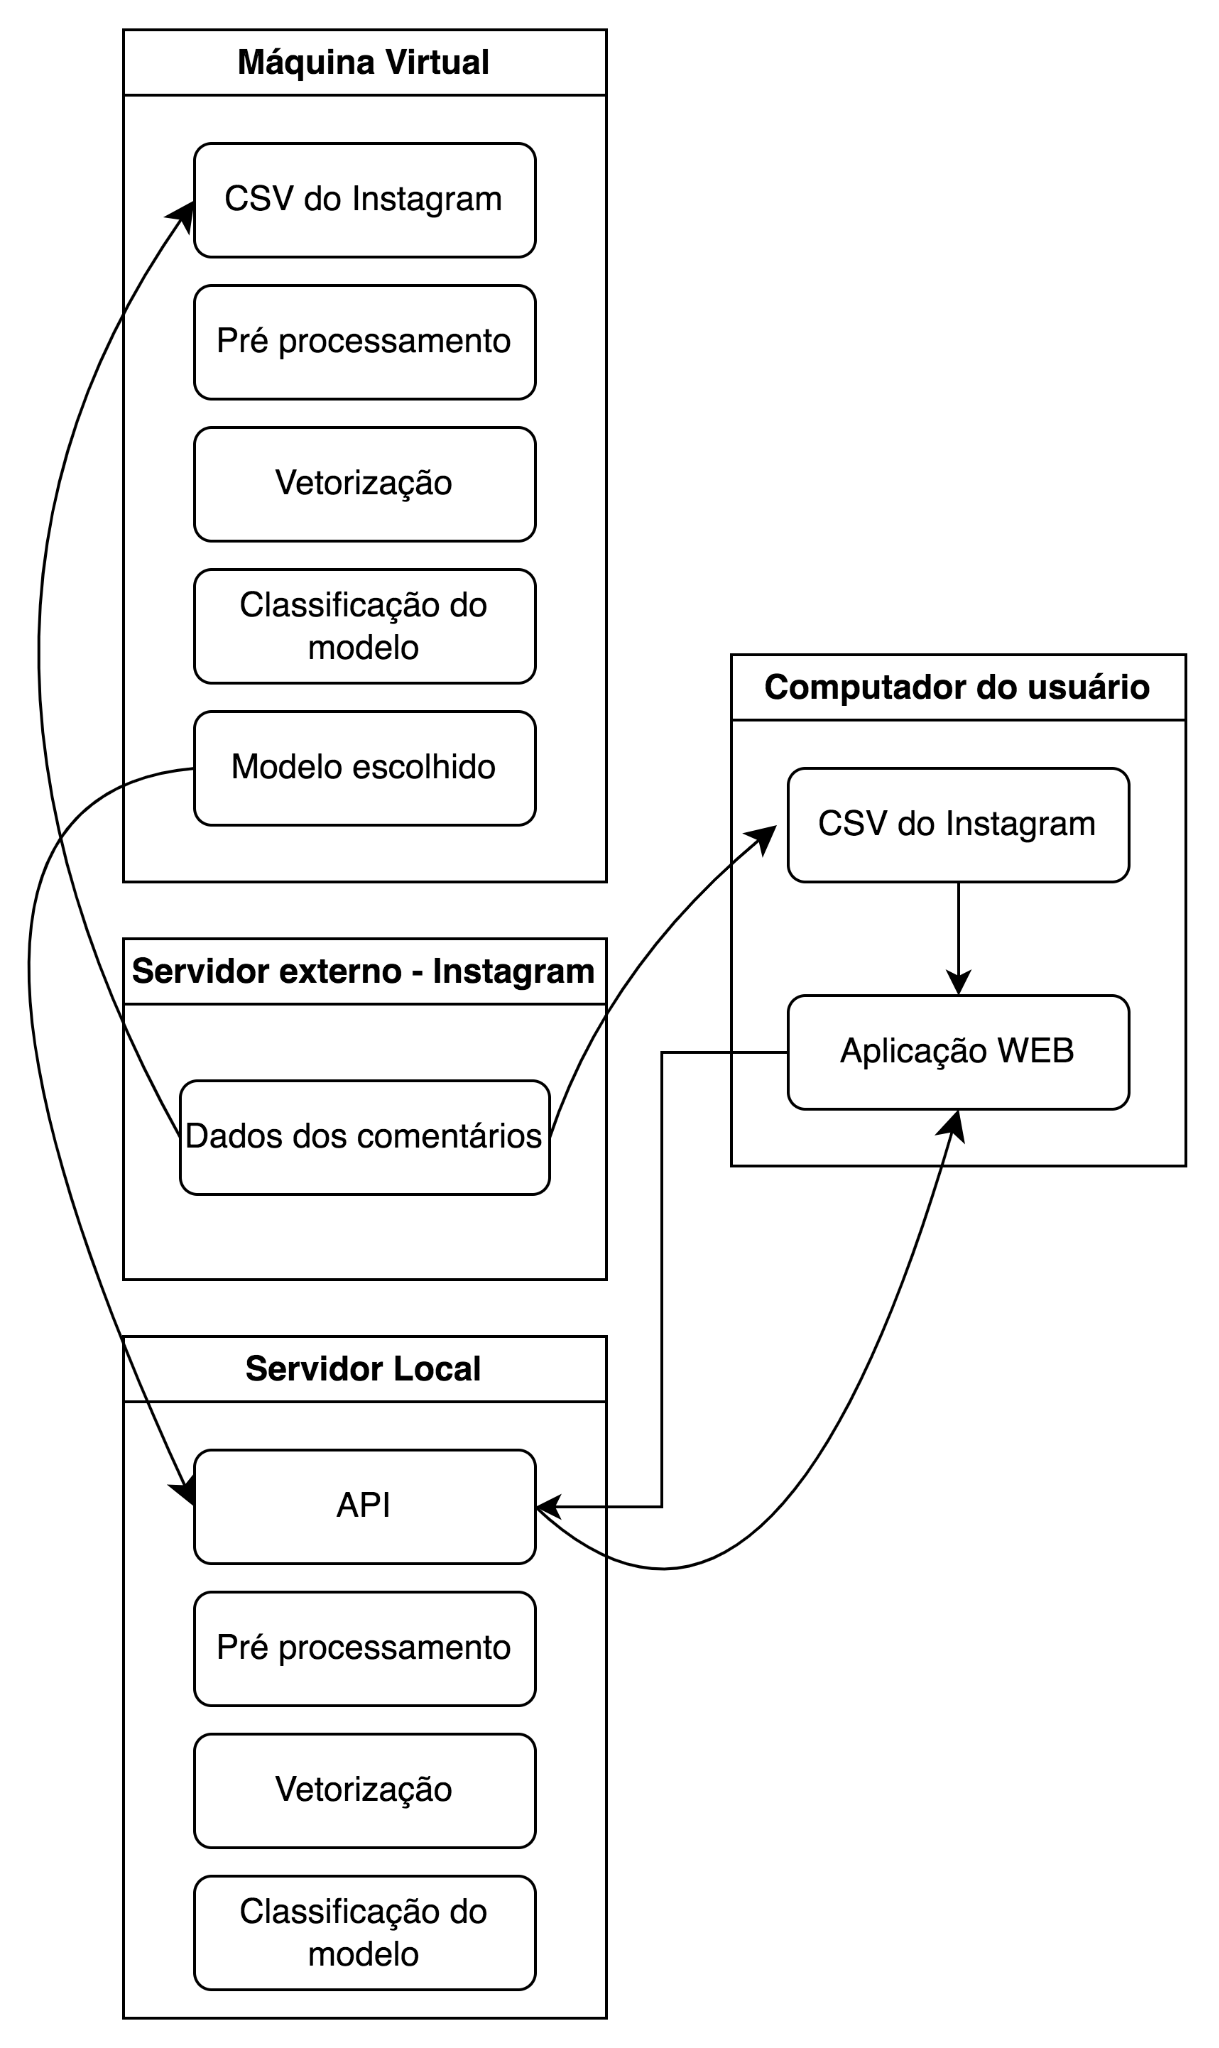 Máquina Virtual
CSV do Instagram
Pré processamento
Vetorização
Classificação do
modelo
Modelo escolhido
Servidor externo - Instagram
Dados dos comentários
Servidor Local
API
Pré processamento
Vetorização
Classificação do
modelo
Computador do usuário
CSV do Instagram
Aplicação WEB